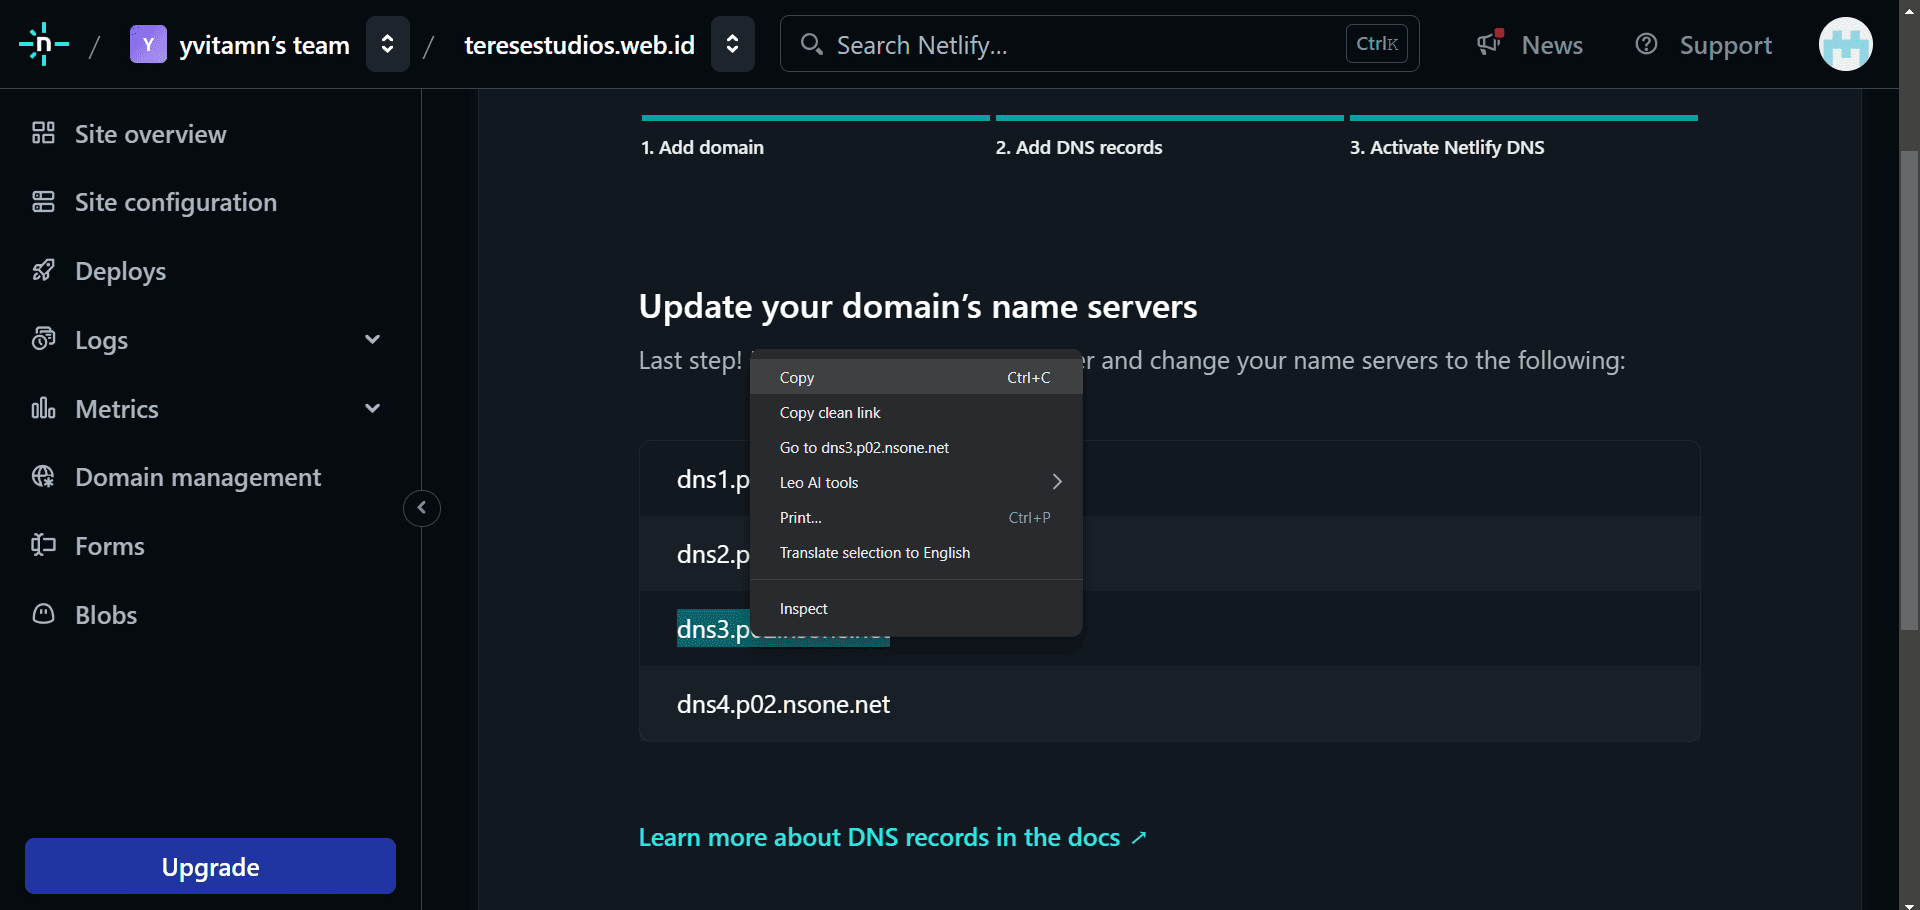 n / Y yvitamn's team / teresestudios.web.id Search Netlify... Ctrl K News Support
Site overview
Site configuration
Deploys
Logs
Metrics
Domain management
Forms
Blobs
Upgrade
1. Add domain
2. Add DNS records
3. Activate Netlify DNS
Update your domain’s name servers
Last step! and change your name servers to the following:
Copy Ctrl+C
Copy clean link
Go to dns3.p02.nsone.net
Leo AI tools
Print... Ctrl+P
Translate selection to English
Inspect
dns1.p
dns2.p
dns3.p02.nsone.net
dns4.p02.nsone.net
Learn more about DNS records in the docs ↗